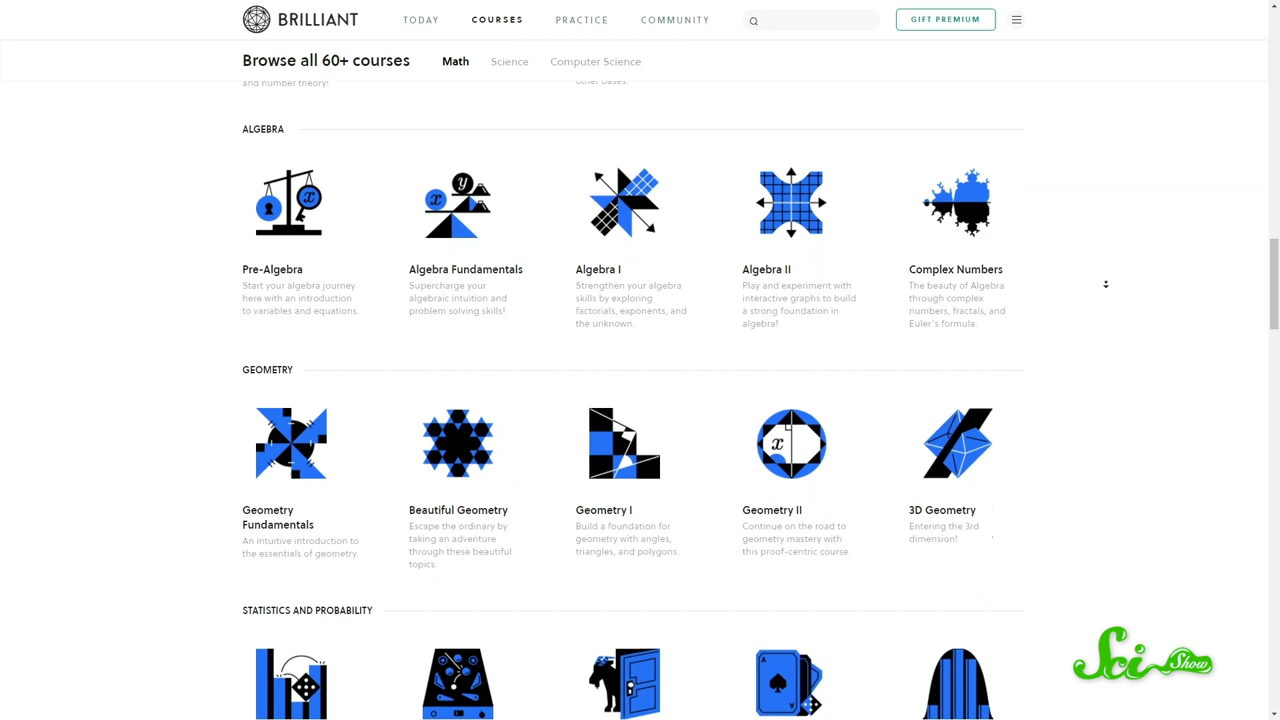 BRILLIANT
TODAY
COURSES
PRACTICE
COMMUNITY
GIFT PREMIUM
Browse all 60+ courses
Math
Science
Computer Science
and number theory!
other bases.
ALGEBRA
x
y
x
Pre-Algebra
Start your algebra journey
here with an introduction
to variables and equations.
Algebra Fundamentals
Supercharge your
algebraic intuition and
problem solving skills!
Algebra I
Strengthen your algebra
skills by exploring
factorials, exponents, and
the unknown.
Algebra II
Play and experiment with
interactive graphs to build
a strong foundation in
algebra!
Complex Numbers
The beauty of Algebra
through complex
numbers, fractals, and
Euler's formula.
GEOMETRY
x
Geometry
Fundamentals
An intuitive introduction to
the essentials of geometry.
Beautiful Geometry
Escape the ordinary by
taking an adventure
through these beautiful
topics.
Geometry I
Build a foundation for
geometry with angles,
triangles, and polygons.
Geometry II
Continue on the road to
geometry mastery with
this proof-centric course.
3D Geometry
Entering the 3rd
dimension!
STATISTICS AND PROBABILITY
A
Sci Show